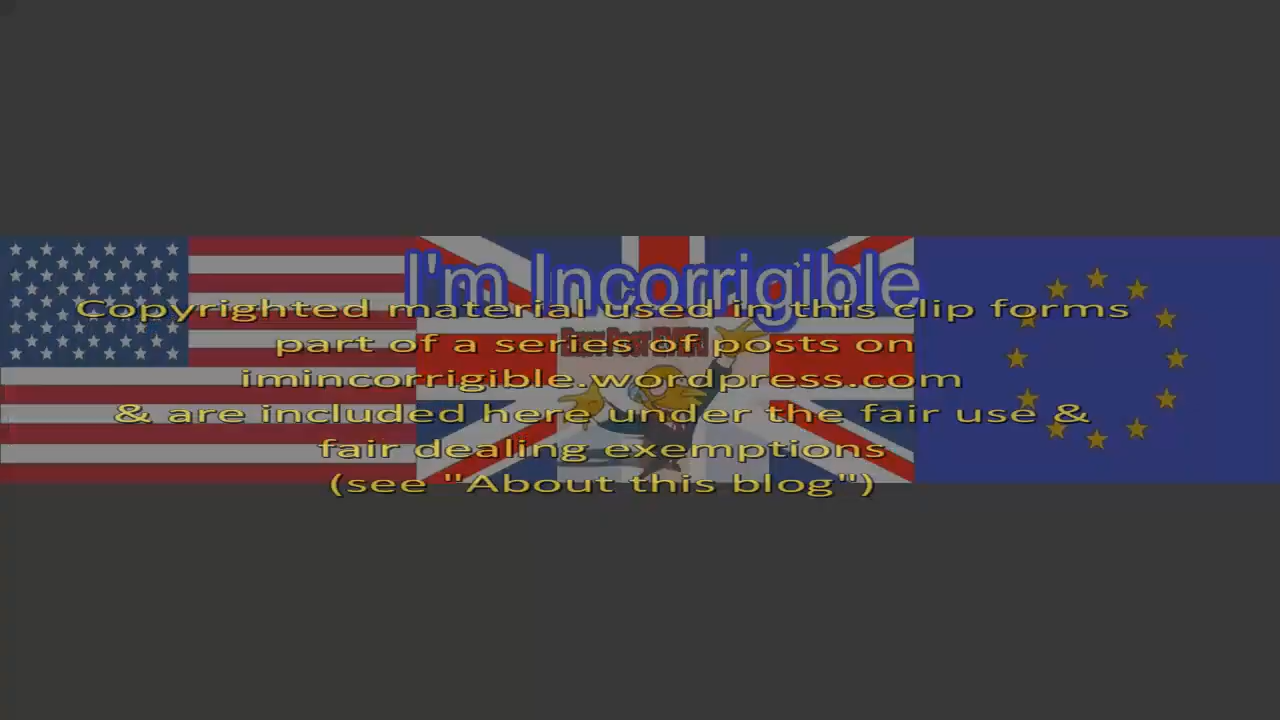 I'm Incorrigible
Copyrighted material used in this clip forms
part of a series of posts on
imincorrigible.wordpress.com
& are included here under the fair use &
fair dealing exemptions
(see "About this blog")